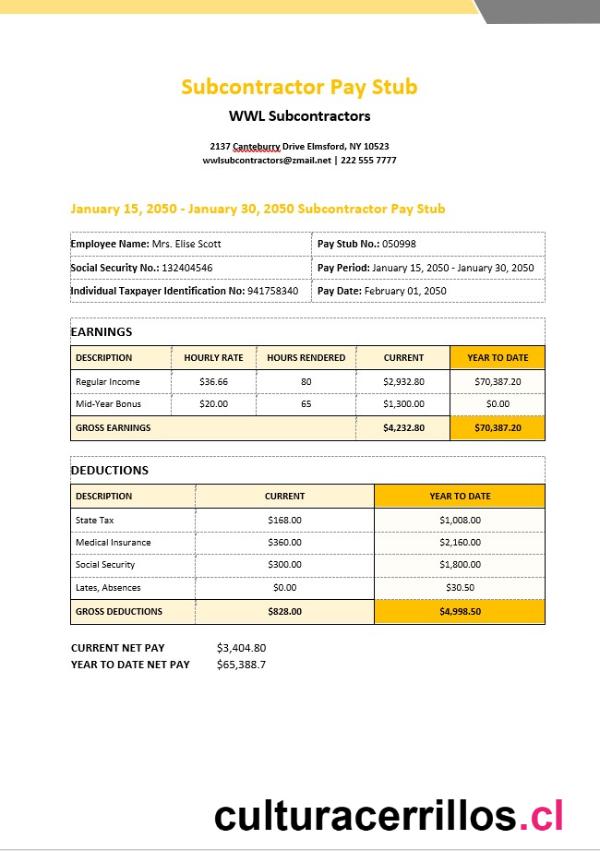 Subcontractor Pay Stub
WWL Subcontractors
2137 Canteburry Drive Elmsford, NY 10523
wwlsubcontractors@zmail.net | 222 555 7777
January 15, 2050 - January 30, 2050 Subcontractor Pay Stub
Employee Name: Mrs. Elise Scott Pay Stub No.: 050998
Social Security No.: 132404546 Pay Period: January 15, 2050 - January 30, 2050
Individual Taxpayer Identification No: 941758340 Pay Date: February 01, 2050
EARNINGS
DESCRIPTION HOURLY RATE HOURS RENDERED CURRENT YEAR TO DATE
Regular Income $36.66 80 $2,932.80 $70,387.20
Mid-Year Bonus $20.00 65 $1,300.00 $0.00
GROSS EARNINGS $4,232.80 $70,387.20
DEDUCTIONS
DESCRIPTION CURRENT YEAR TO DATE
State Tax $168.00 $1,008.00
Medical Insurance $360.00 $2,160.00
Social Security $300.00 $1,800.00
Lates, Absences $0.00 $30.50
GROSS DEDUCTIONS $828.00 $4,998.50
CURRENT NET PAY $3,404.80
YEAR TO DATE NET PAY $65,388.7
culturacerrillos.cl